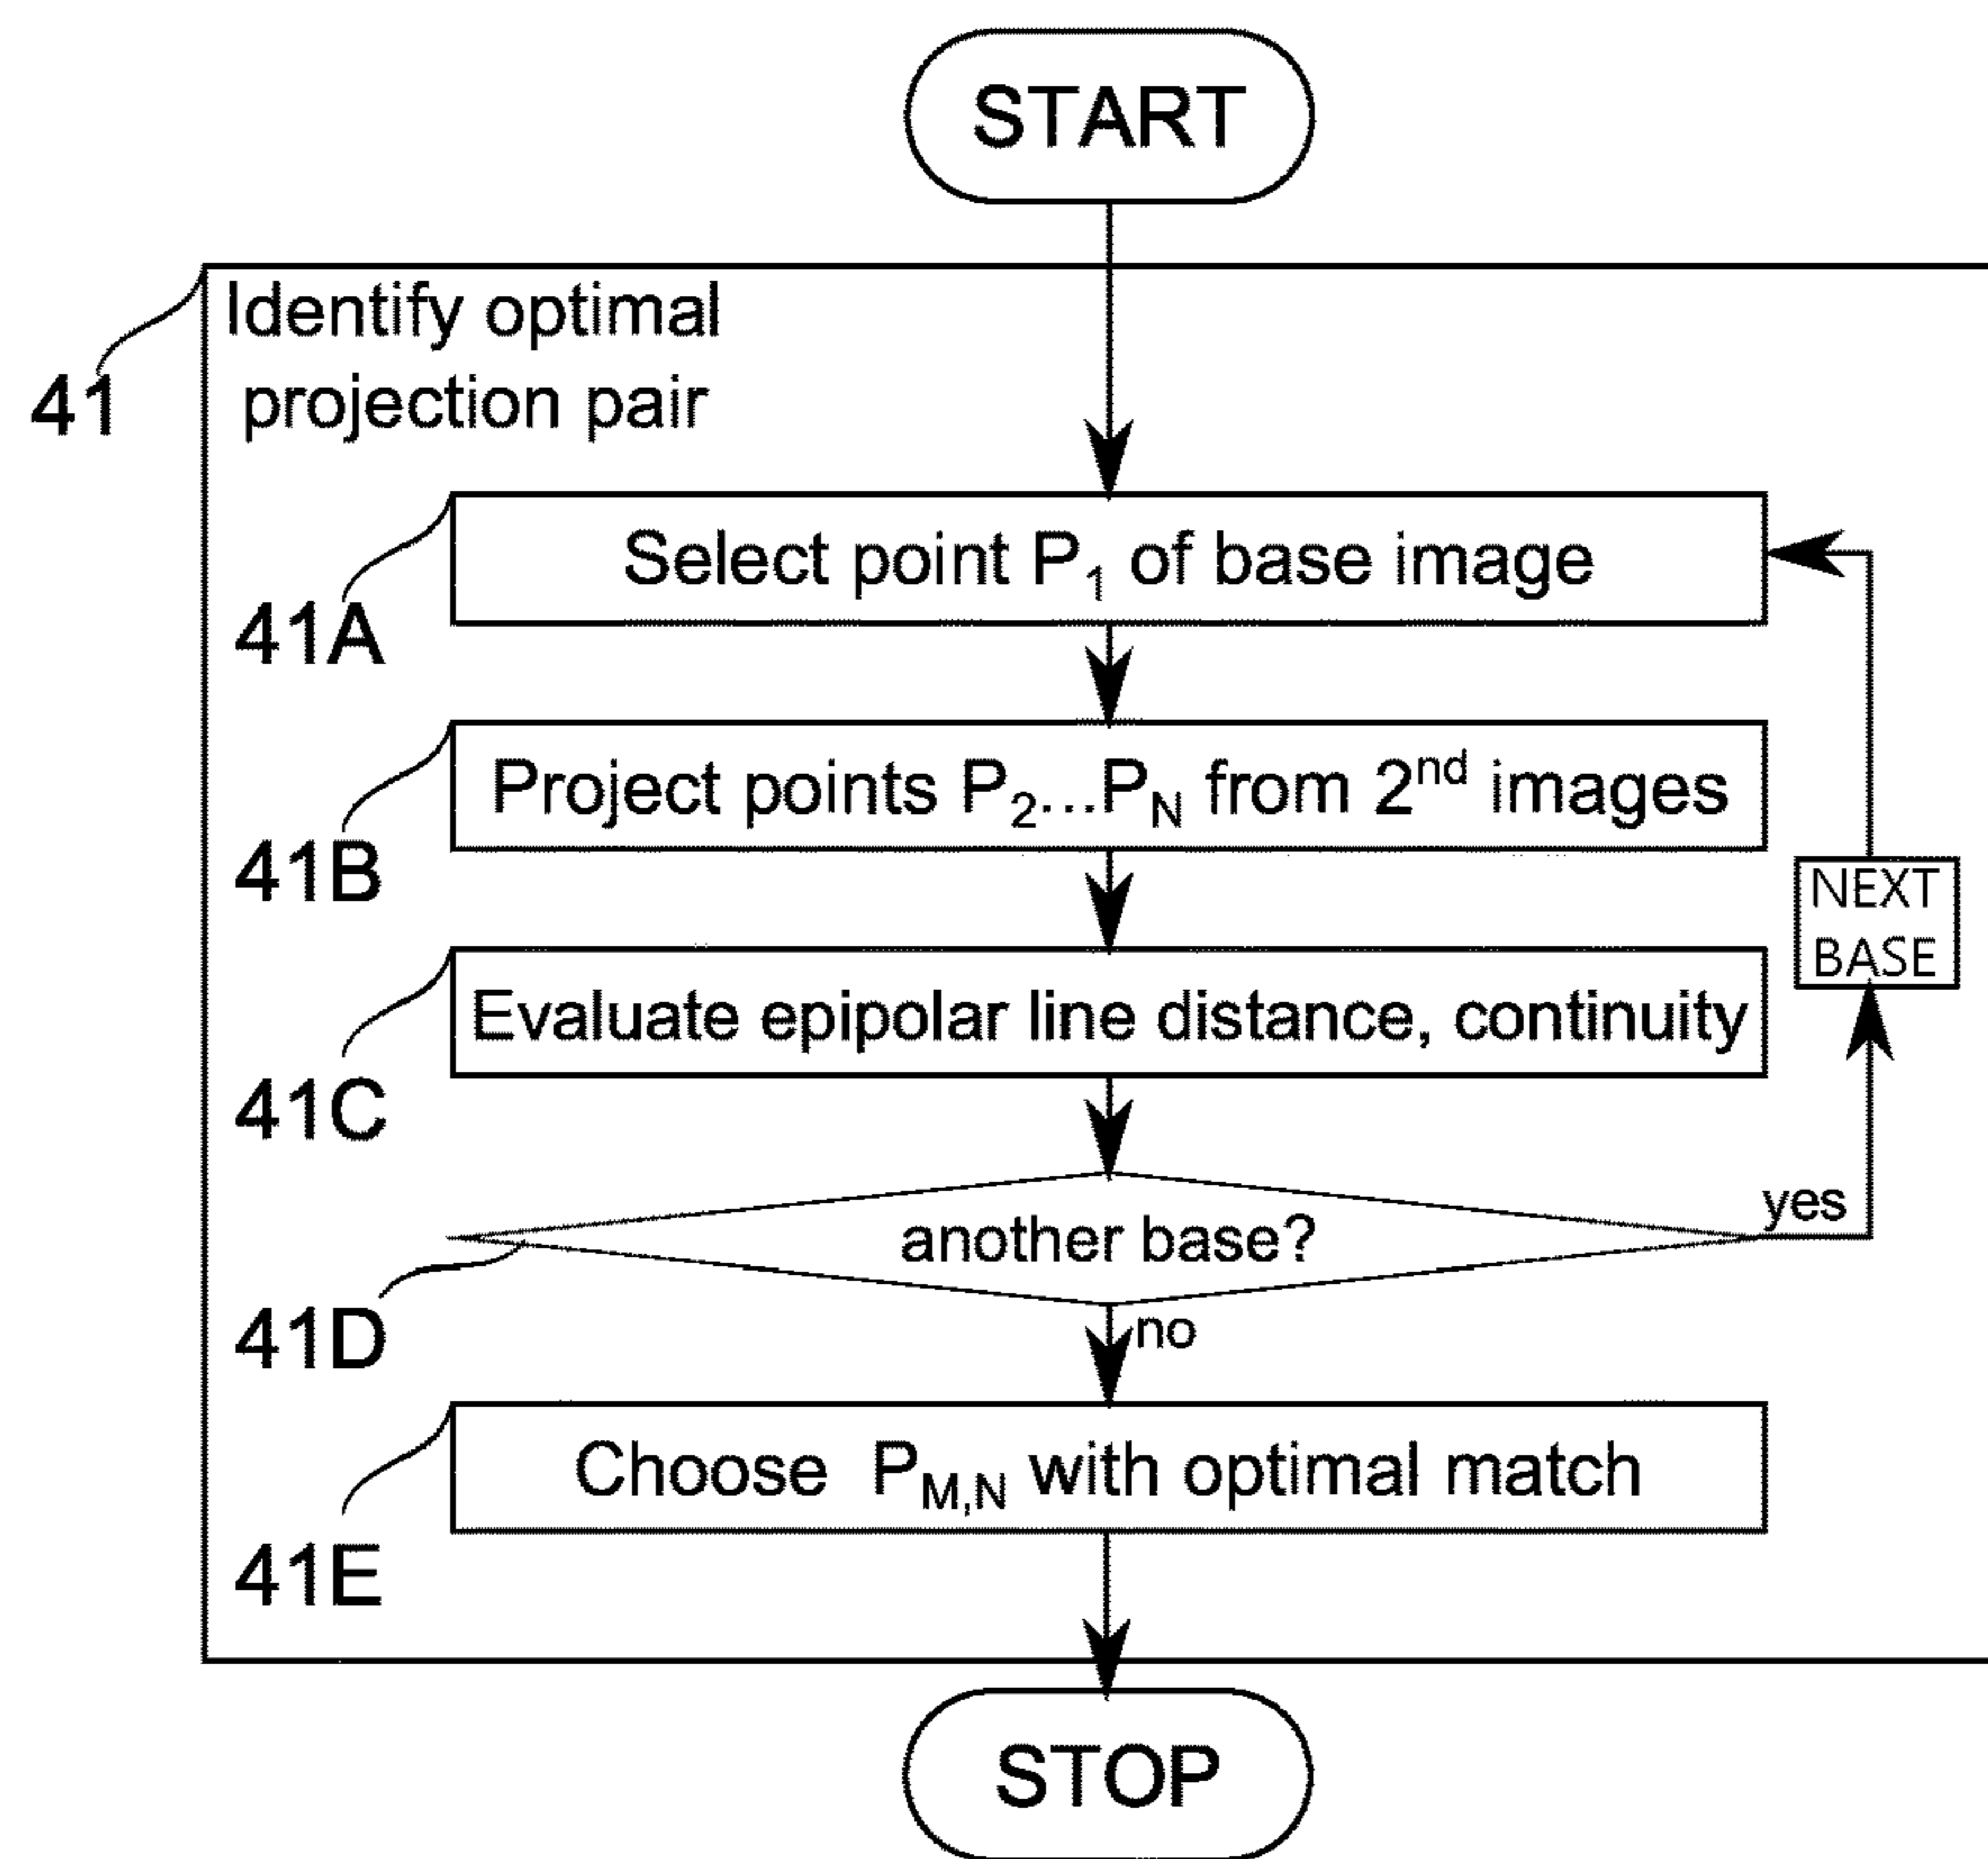 START
Identify optimal
projection pair
41
Select point P₁ of base image
41A
Project points P₂...P_N from 2ⁿᵈ images
41B
NEXT
BASE
Evaluate epipolar line distance, continuity
41C
another base?
yes
41D
no
Choose P_M,N with optimal match
41E
STOP